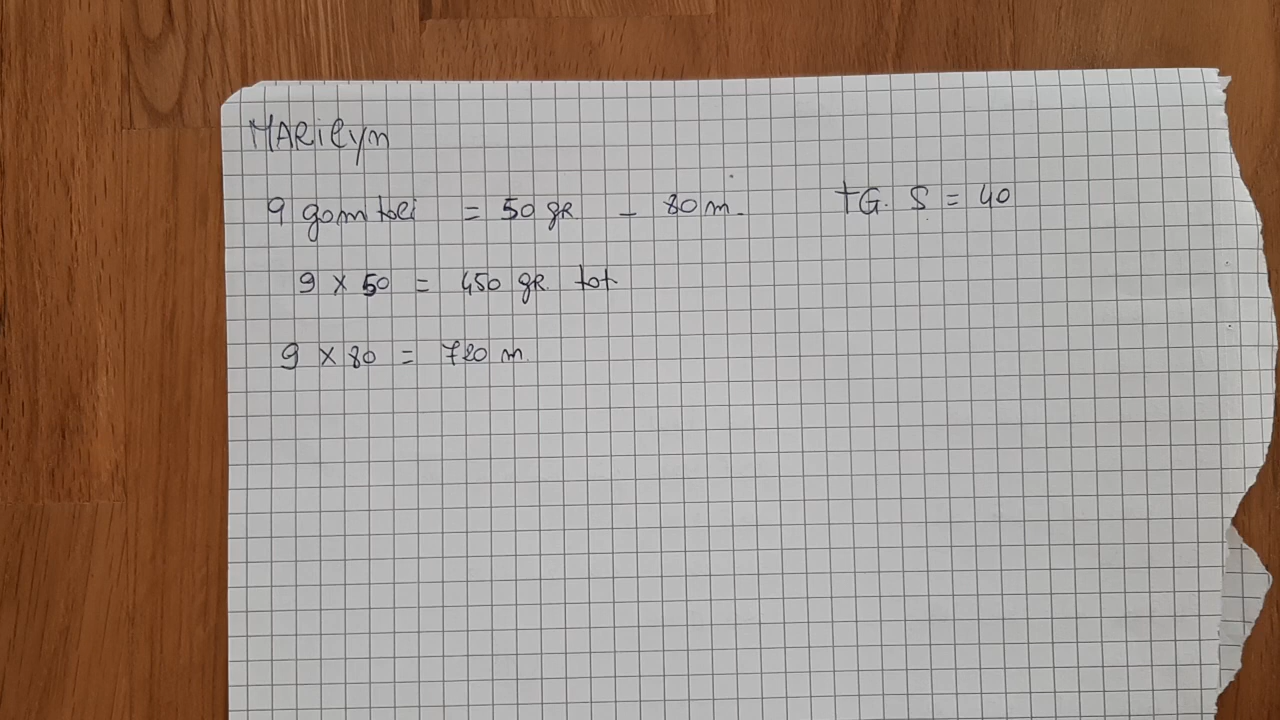 MARilyn
9 gomitoli = 50 gR - 80 m. tG. S = 40
9 x 50 = 450 gR. tot
9 x 80 = 720 m